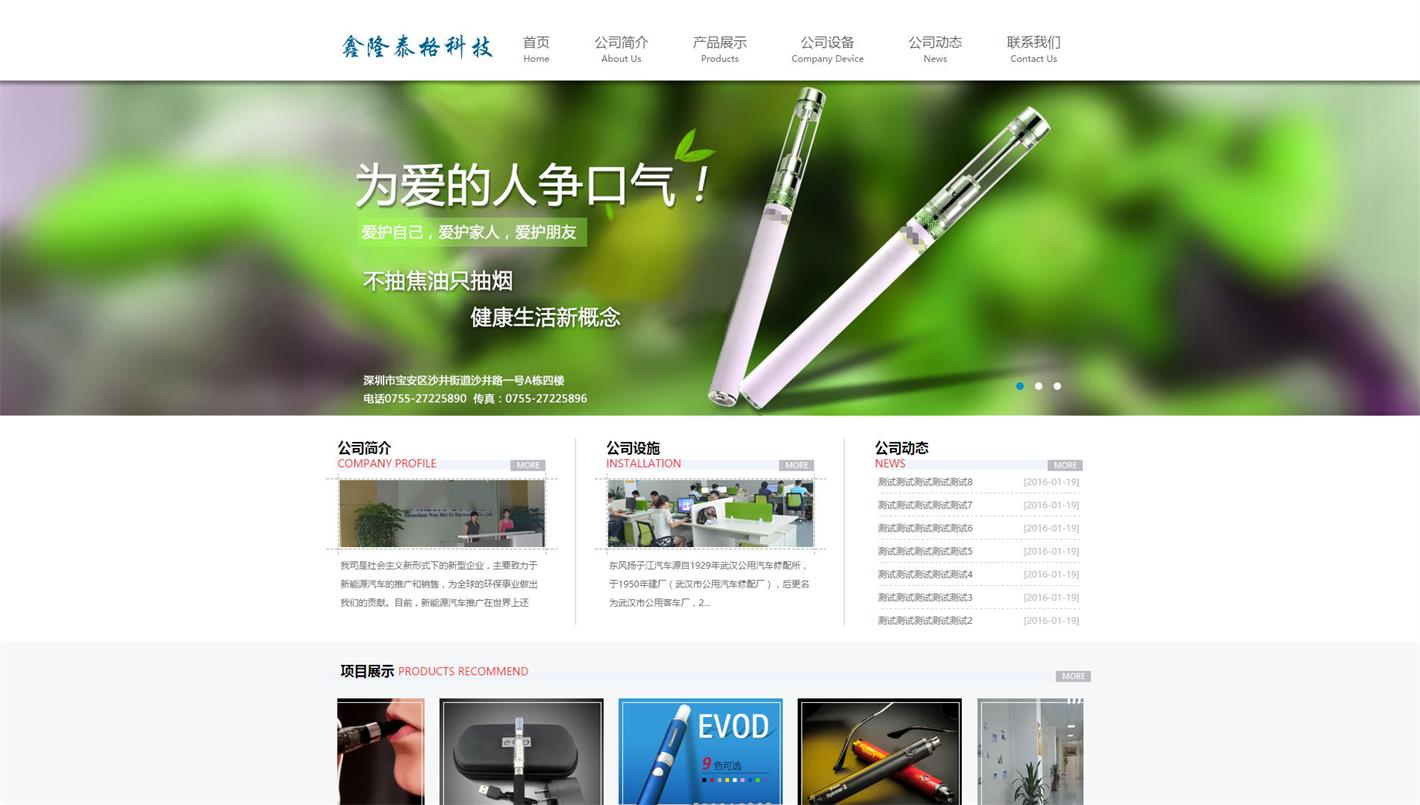 鑫隆泰格科技
首页
Home
公司简介
About Us
产品展示
Products
公司设备
Company Device
公司动态
News
联系我们
Contact Us
为爱的人争口气！
爱护自己，爱护家人，爱护朋友
不抽焦油只抽烟
健康生活新概念
深圳市宝安区沙井街道沙井路一号A栋四楼
电话0755-27225890 传真：0755-27225896
公司简介
COMPANY PROFILE
MORE
我司是社会主义新形式下的新型企业，主要致力于
新能源汽车的推广和销售，为全球的环保事业做出
我们的贡献。目前，新能源汽车推广在世界上还
公司设施
INSTALLATION
MORE
东风扬子江汽车源自1929年武汉公用汽车修配所，
于1950年建厂（武汉市公用汽车修配厂），后更名
为武汉市公用客车厂，2...
公司动态
NEWS
MORE
测试测试测试测试测试8 [2016-01-19]
测试测试测试测试测试7 [2016-01-19]
测试测试测试测试测试6 [2016-01-19]
测试测试测试测试测试5 [2016-01-19]
测试测试测试测试测试4 [2016-01-19]
测试测试测试测试测试3 [2016-01-19]
测试测试测试测试测试2 [2016-01-19]
项目展示 PRODUCTS RECOMMEND
MORE
EVOD
9 色可选